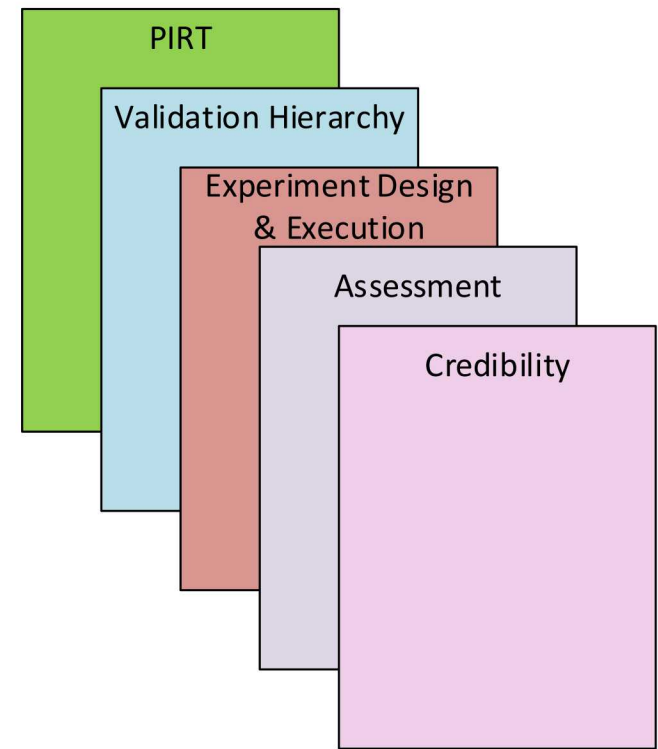 PIRT
Validation Hierarchy
Experiment Design
& Execution
Assessment
Credibility